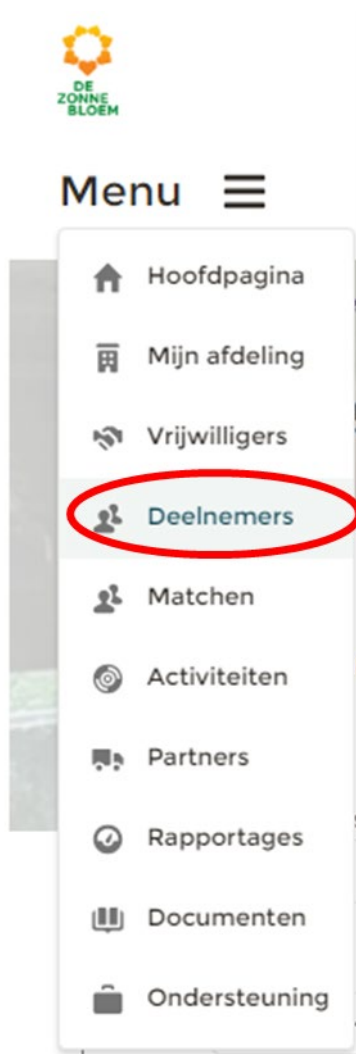 DE
ZONNE
BLOEM
Menu
Hoofdpagina
Mijn afdeling
Vrijwilligers
Deelnemers
Matchen
Activiteiten
Partners
Rapportages
Documenten
Ondersteuning